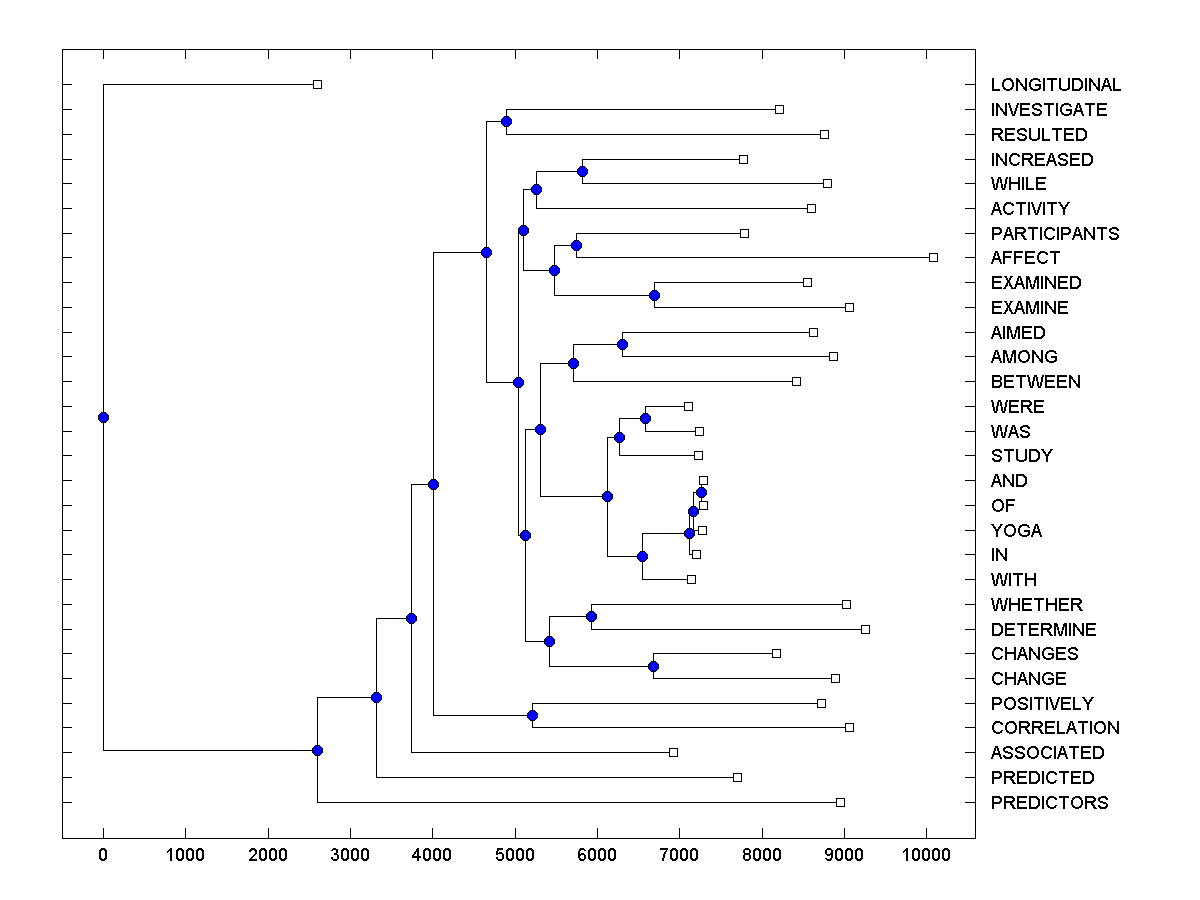 LONGITUDINAL
INVESTIGATE
RESULTED
INCREASED
WHILE
ACTIVITY
PARTICIPANTS
AFFECT
EXAMINED
EXAMINE
AIMED
AMONG
BETWEEN
WERE
WAS
STUDY
AND
OF
YOGA
IN
WITH
WHETHER
DETERMINE
CHANGES
CHANGE
POSITIVELY
CORRELATION
ASSOCIATED
PREDICTED
PREDICTORS
0 1000 2000 3000 4000 5000 6000 7000 8000 9000 10000